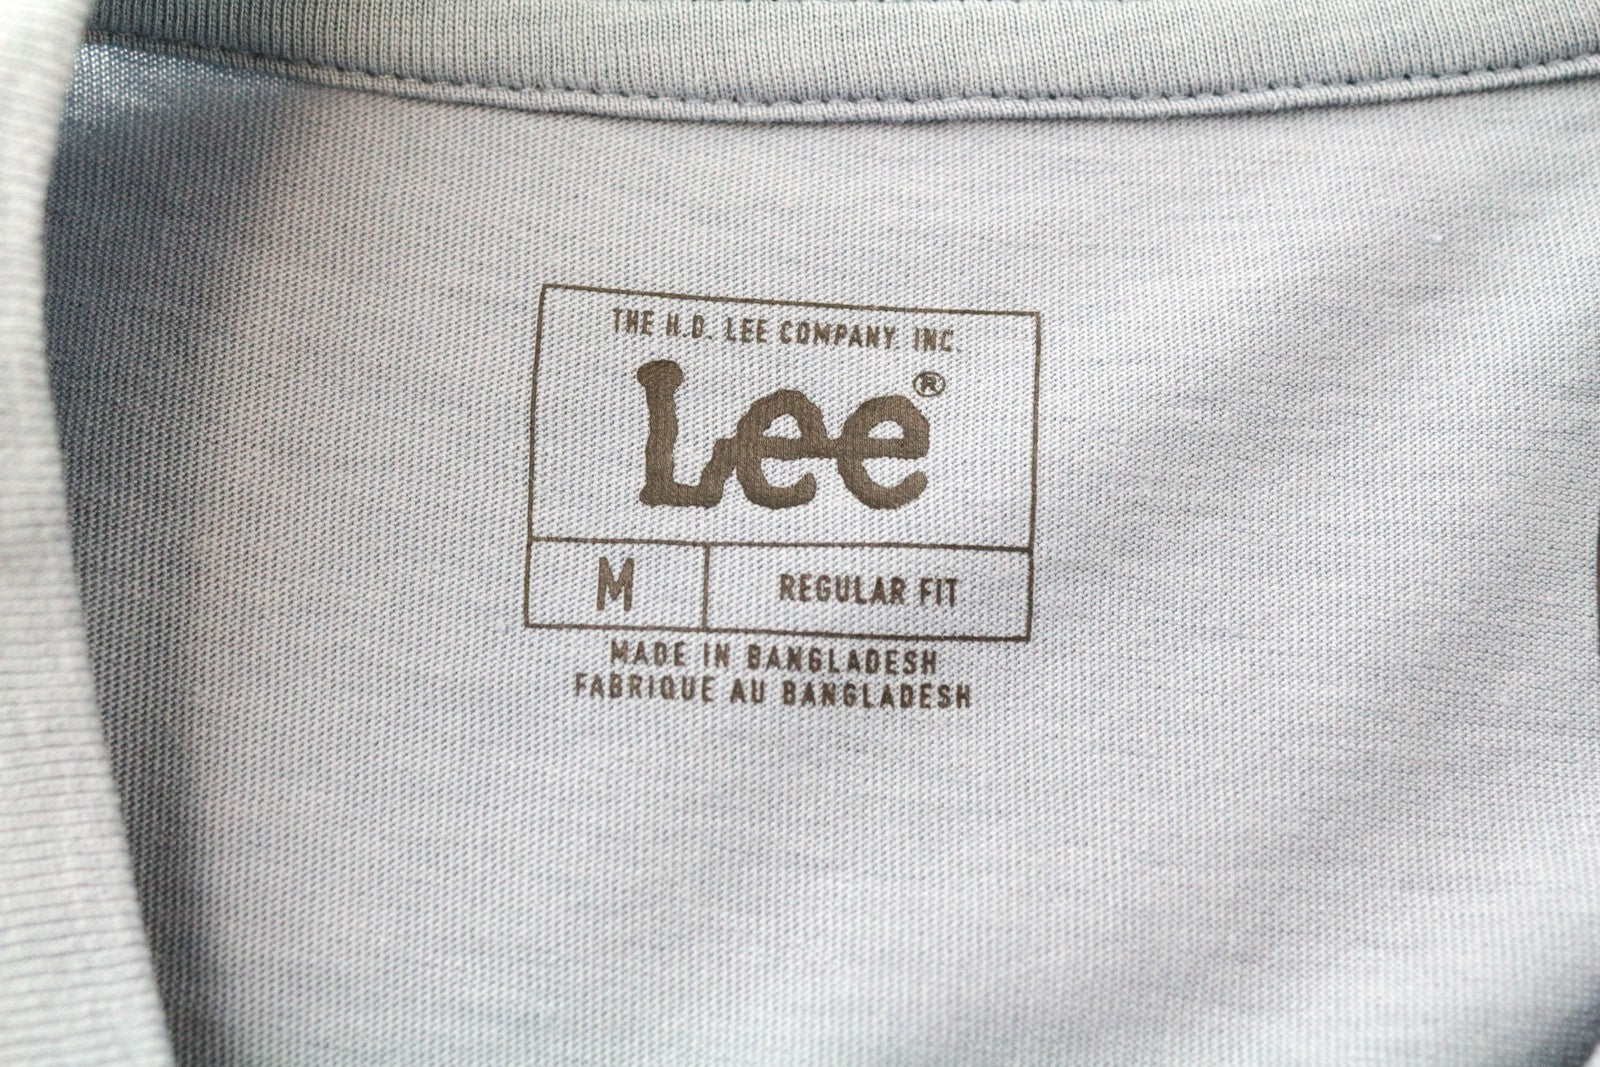 THE H.D. LEE COMPANY. INC.
Lee®
M
REGULAR FIT
MADE IN BANGLADESH
FABRIQUE AU BANGLADESH